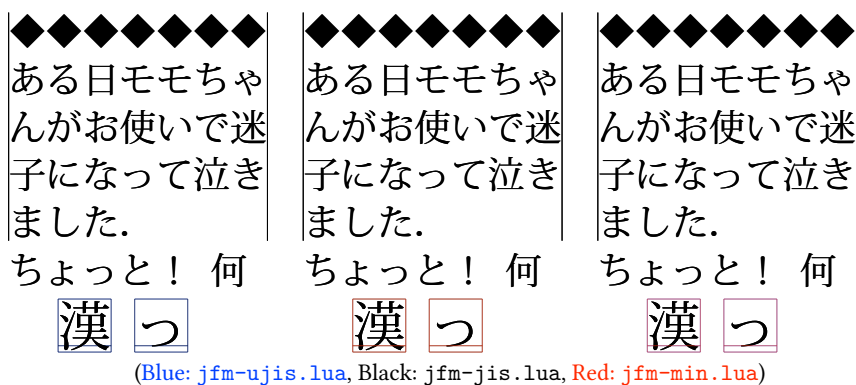 ◆◆◆◆◆◆◆
ある日モモちゃ
んがお使いで迷
子になって泣き
ました．
ちょっと！ 何
漢 っ
◆◆◆◆◆◆◆
ある日モモちゃ
んがお使いで迷
子になって泣き
ました．
ちょっと！ 何
漢 っ
◆◆◆◆◆◆◆
ある日モモちゃ
んがお使いで迷
子になって泣き
ました．
ちょっと！ 何
漢 っ
(Blue: jfm-ujis.lua, Black: jfm-jis.lua, Red: jfm-min.lua)